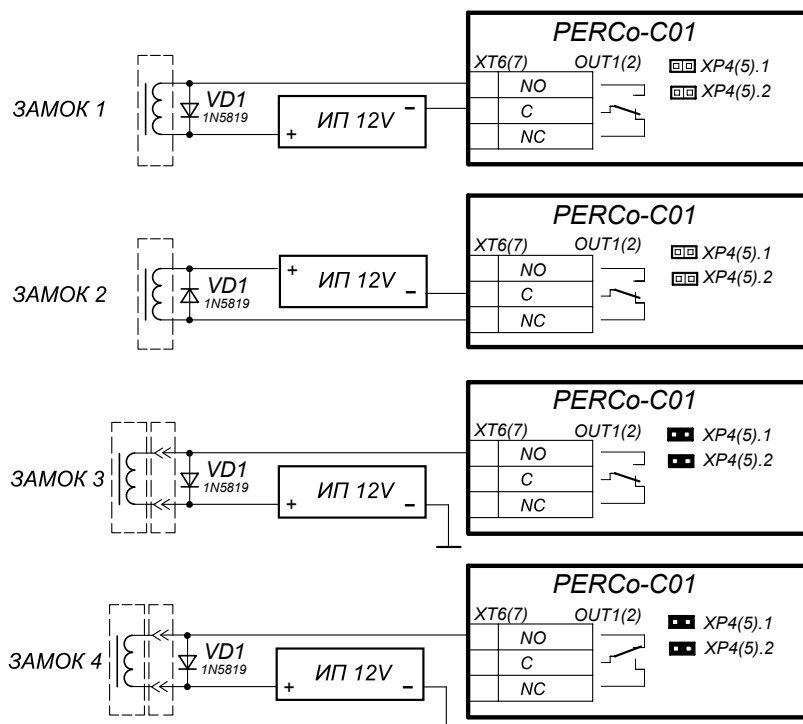 PERCo-C01
XT6(7) OUT1(2) XP4(5).1
NO XP4(5).2
ЗАМОК 1 VD1 ИП 12V C
1N5819
+ − NC
PERCo-C01
XT6(7) OUT1(2) XP4(5).1
NO XP4(5).2
ЗАМОК 2 VD1 ИП 12V C
1N5819
+ − NC
PERCo-C01
XT6(7) OUT1(2) XP4(5).1
NO XP4(5).2
ЗАМОК 3 VD1 ИП 12V C
1N5819
+ − NC
PERCo-C01
XT6(7) OUT1(2) XP4(5).1
NO XP4(5).2
ЗАМОК 4 VD1 ИП 12V C
1N5819
+ − NC